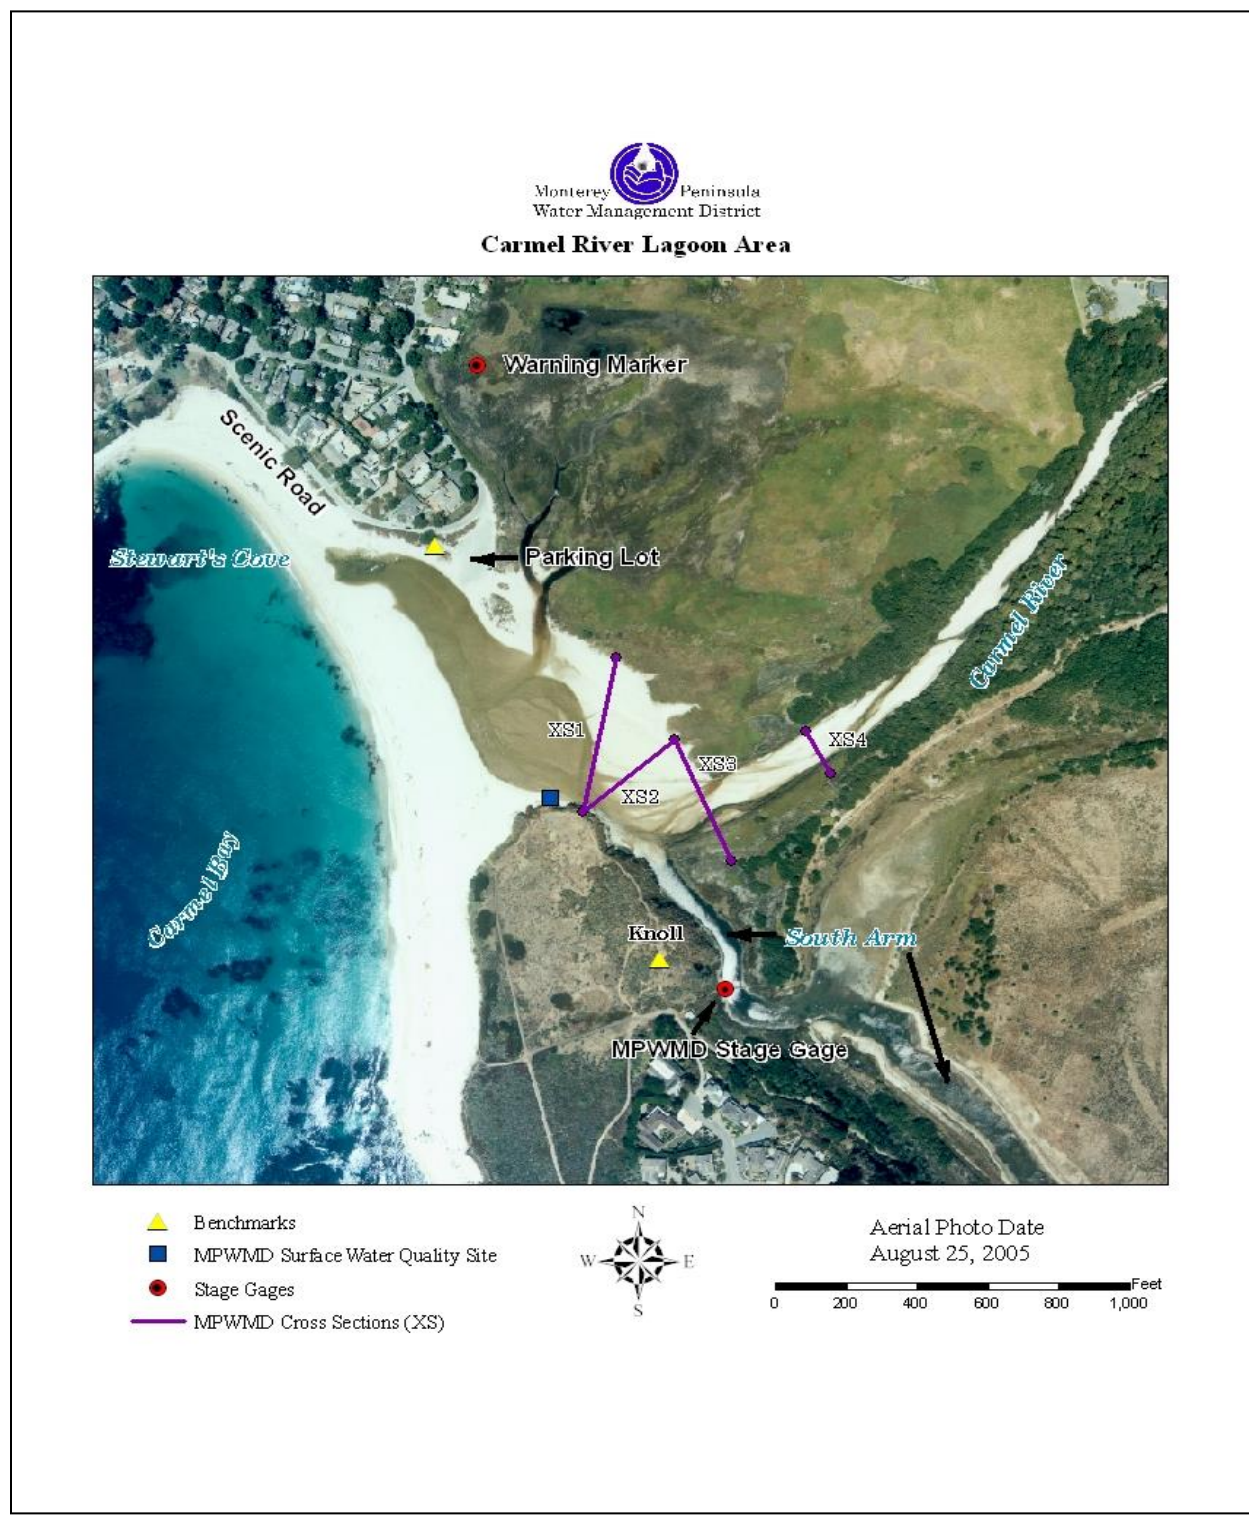 Monterey Peninsula
Water Management District
Carmel River Lagoon Area
Warning Marker
Scenic Road
Stewart's Cove
Parking Lot
Carmel River
XS1
XS4
XS3
XS2
Carmel Bay
Knoll
South Arm
MPWMD Stage Gage
Benchmarks
MPWMD Surface Water Quality Site
Stage Gages
MPWMD Cross Sections (XS)
N
W E
S
Aerial Photo Date
August 25, 2005
Feet
0 200 400 600 800 1,000